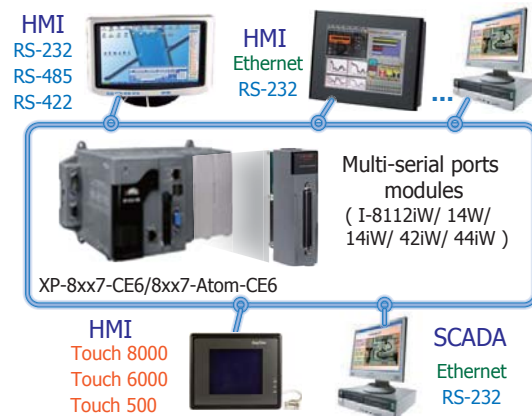 HMI
RS-232
RS-485
RS-422
HMI
Ethernet
RS-232
...
Multi-serial ports
modules
( I-8112iW/ 14W/
14iW/ 42iW/ 44iW )
XP-8xx7-CE6/8xx7-Atom-CE6
HMI
Touch 8000
Touch 6000
Touch 500
SCADA
Ethernet
RS-232